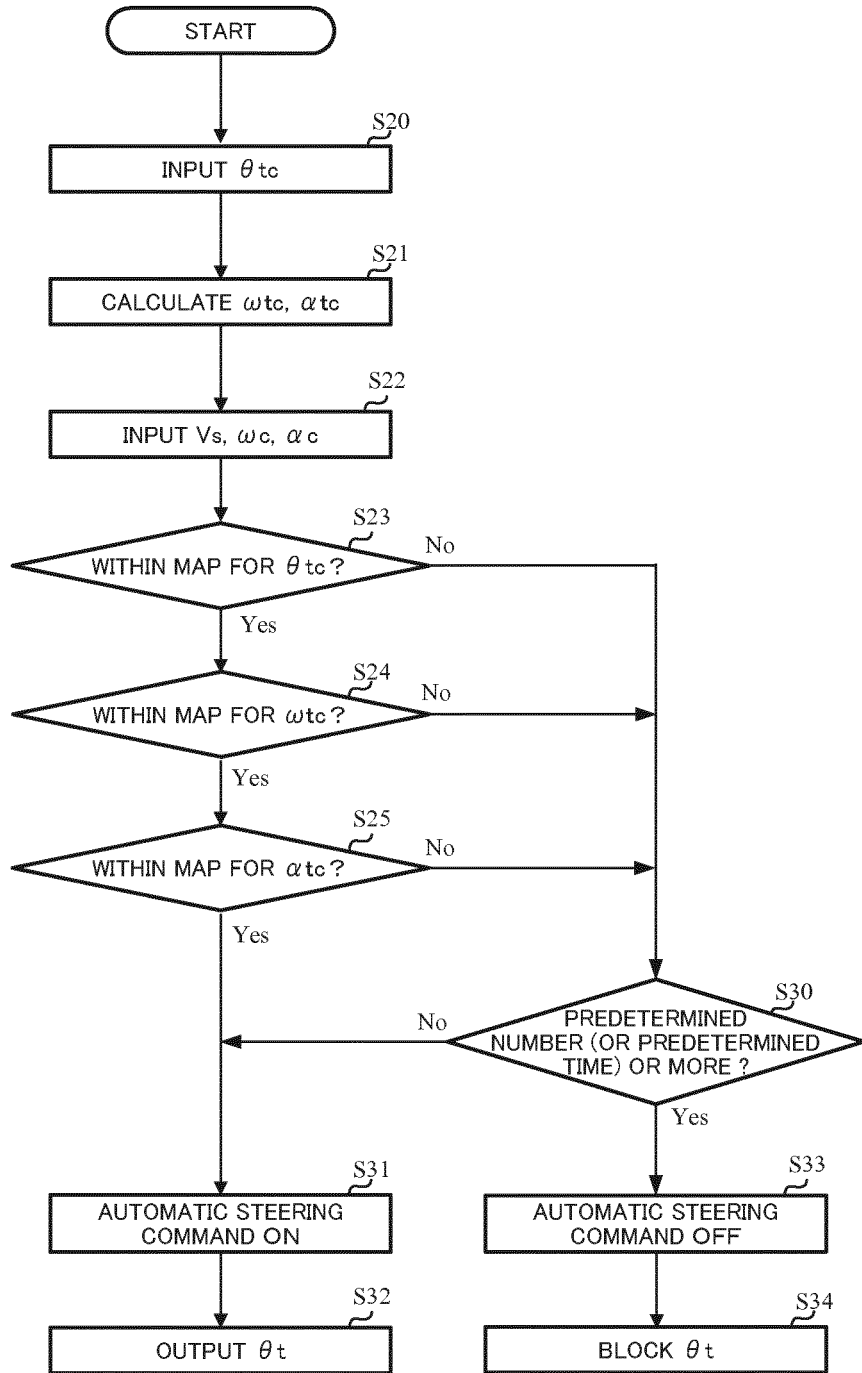 START
S20
INPUT θtc
S21
CALCULATE ωtc, αtc
S22
INPUT Vs, ωc, αc
S23
WITHIN MAP FOR θtc?
No
Yes
S24
WITHIN MAP FOR ωtc?
No
Yes
S25
WITHIN MAP FOR αtc?
No
Yes
S30
PREDETERMINED
NUMBER (OR PREDETERMINED
TIME) OR MORE ?
No
Yes
S31
AUTOMATIC STEERING
COMMAND ON
S33
AUTOMATIC STEERING
COMMAND OFF
S32
OUTPUT θt
S34
BLOCK θt